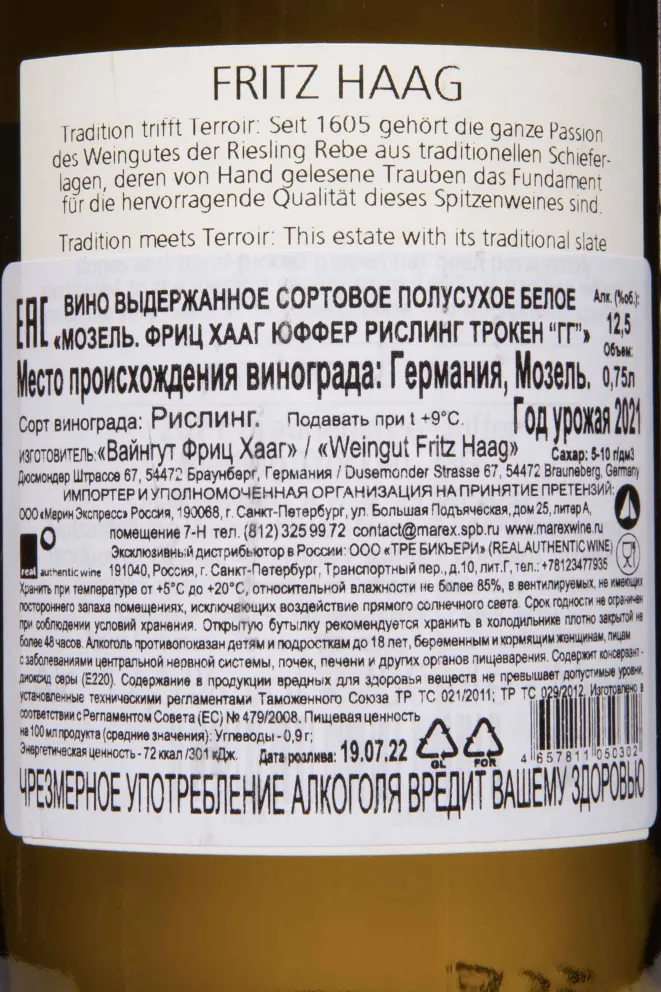 FRITZ HAAG
Tradition trifft Terroir: Seit 1605 gehört die ganze Passion
des Weingutes der Riesling Rebe aus traditionellen Schiefer-
lagen, deren von Hand gelesene Trauben das Fundament
für die hervorragende Qualität dieses Spitzenweines sind.
Tradition meets Terroir: This estate with its traditional slate
ЕАС
ВИНО ВЫДЕРЖАННОЕ СОРТОВОЕ ПОЛУСУХОЕ БЕЛОЕ
«МОЗЕЛЬ. ФРИЦ ХААГ ЮФФЕР РИСЛИНГ ТРОКЕН "ГГ"»
Алк. (%об.):
12,5
Объем:
0,75л
Место происхождения винограда: Германия, Мозель.
Сорт винограда: Рислинг. Подавать при t +9°C. Год урожая 2021
изготовитель:«Вайнгут Фриц Хааг» / «Weingut Fritz Haag» Сахар: 5-10 г/дм3
Дюсмондер Штрассе 67, 54472 Браунберг, Германия / Dusemonder Strasse 67, 54472 Brauneberg, Germany
ИМПОРТЕР И УПОЛНОМОЧЕННАЯ ОРГАНИЗАЦИЯ НА ПРИНЯТИЕ ПРЕТЕНЗИЙ:
ООО «Марин Экспресс» Россия, 190068, г. Санкт-Петербург, ул. Большая Подъяческая, дом 25, литер А,
помещение 7-Н тел. (812) 325 99 72 contact@marex.spb.ru www.marexwine.ru
Эксклюзивный дистрибьютор в России: ООО «ТРЕ БИКЬЕРИ» (REAL AUTHENTIC WINE)
real authentic wine
191040, Россия, г. Санкт-Петербург, Транспортный пер., д.10, лит.Г, тел.:+78123477935
Хранить при температуре от +5°C до +20°C, относительной влажности не более 85%, в вентилируемых, не имеющих
постороннего запаха помещениях, исключающих воздействие прямого солнечного света. Срок годности не ограничен
при соблюдении условий хранения. Открытую бутылку рекомендуется хранить в холодильнике плотно закрытой не
более 48 часов. Алкоголь противопоказан детям и подросткам до 18 лет, беременным и кормящим женщинам, лицам
с заболеваниями центральной нервной системы, почек, печени и других органов пищеварения. Содержит консервант -
диоксид серы (Е220). Содержание в продукции вредных для здоровья веществ не превышает допустимые уровни,
установленные техническими регламентами Таможенного Союза ТР ТС 021/2011; ТР ТС 029/2012. Изготовлено в
соответствии с Регламентом Совета (ЕС) № 479/2008. Пищевая ценность
на 100 мл продукта (средние значения): Углеводы - 0,9 г;
Энергетическая ценность - 72 ккал /301 кДж. Дата розлива: 19.07.22
GL
FOR
4 657811 050302
ЧРЕЗМЕРНОЕ УПОТРЕБЛЕНИЕ АЛКОГОЛЯ ВРЕДИТ ВАШЕМУ ЗДОРОВЬЮ